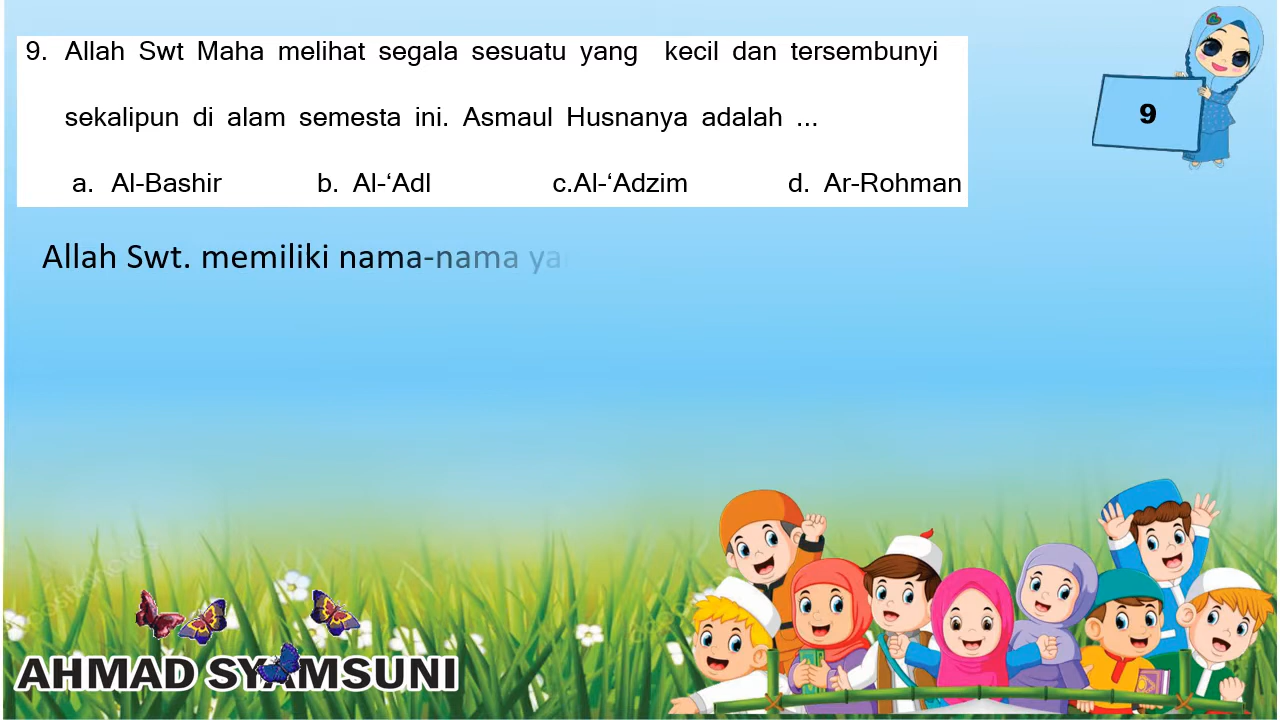 9. Allah Swt Maha melihat segala sesuatu yang kecil dan tersembunyi
sekalipun di alam semesta ini. Asmaul Husnanya adalah ...
a. Al-Bashir b. Al-‘Adl c.Al-‘Adzim d. Ar-Rohman
9
Allah Swt. memiliki nama-nama
AHMAD SYAMSUNI